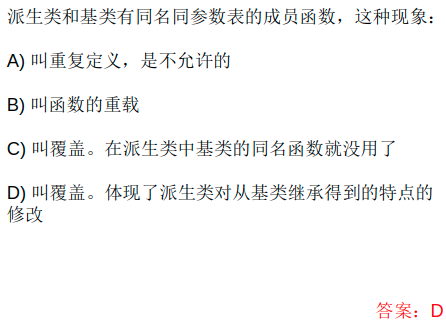 派生类和基类有同名同参数表的成员函数，这种现象：
A) 叫重复定义，是不允许的
B) 叫函数的重载
C) 叫覆盖。在派生类中基类的同名函数就没用了
D) 叫覆盖。体现了派生类对从基类继承得到的特点的
修改
答案：D